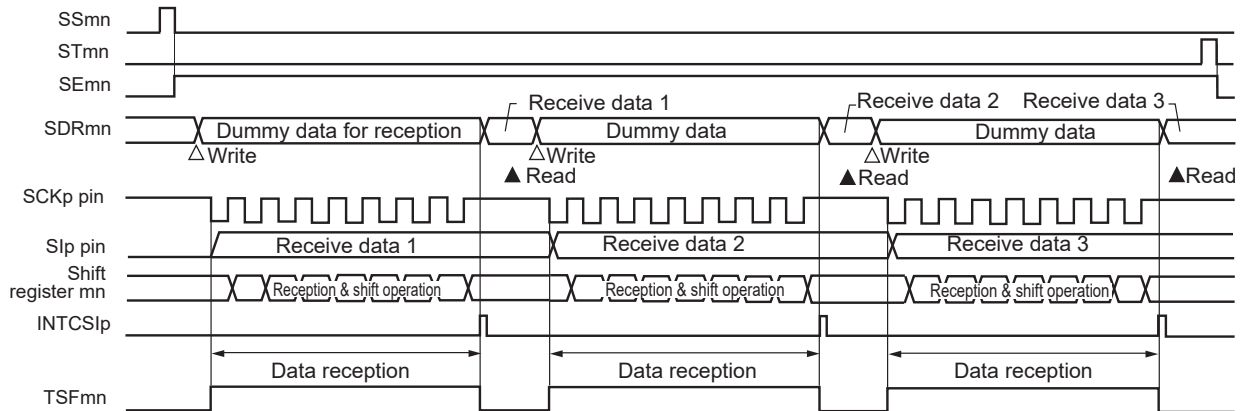 SSmn
STmn
SEmn
Receive data 1
Receive data 2
Receive data 3
SDRmn
Dummy data for reception
Dummy data
Dummy data
△Write
△Write
△Write
▲Read
▲Read
▲Read
SCKp pin
SIp pin
Receive data 1
Receive data 2
Receive data 3
Shift
register mn
Reception & shift operation
Reception & shift operation
Reception & shift operation
INTCSIp
Data reception
Data reception
Data reception
TSFmn